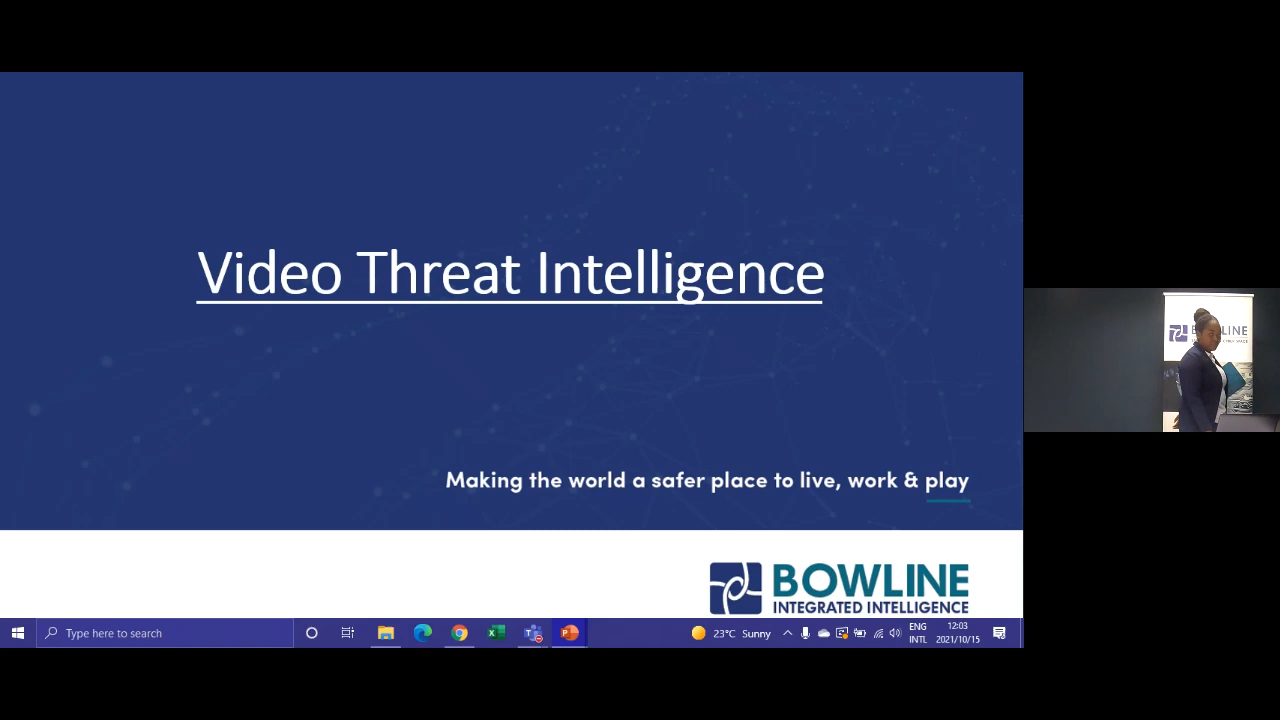 Video Threat Intelligence
Making the world a safer place to live, work & play
BOWLINE
INTEGRATED INTELLIGENCE
Type here to search
23°C Sunny
ENG
INTL
12:03
2021/10/15